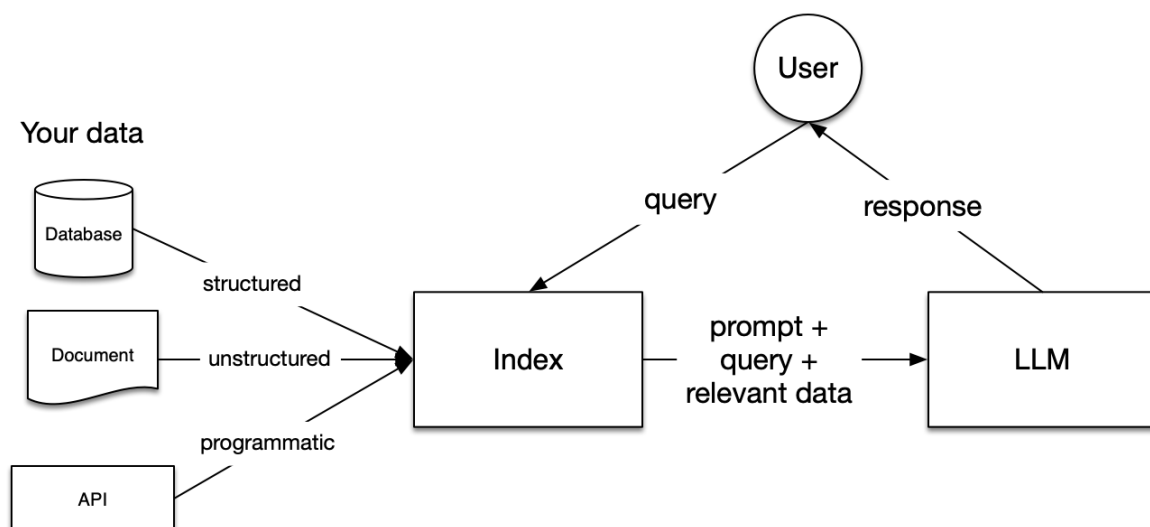 User
Your data
query
response
Database
structured
Document
unstructured
Index
prompt +
query +
relevant data
LLM
programmatic
API